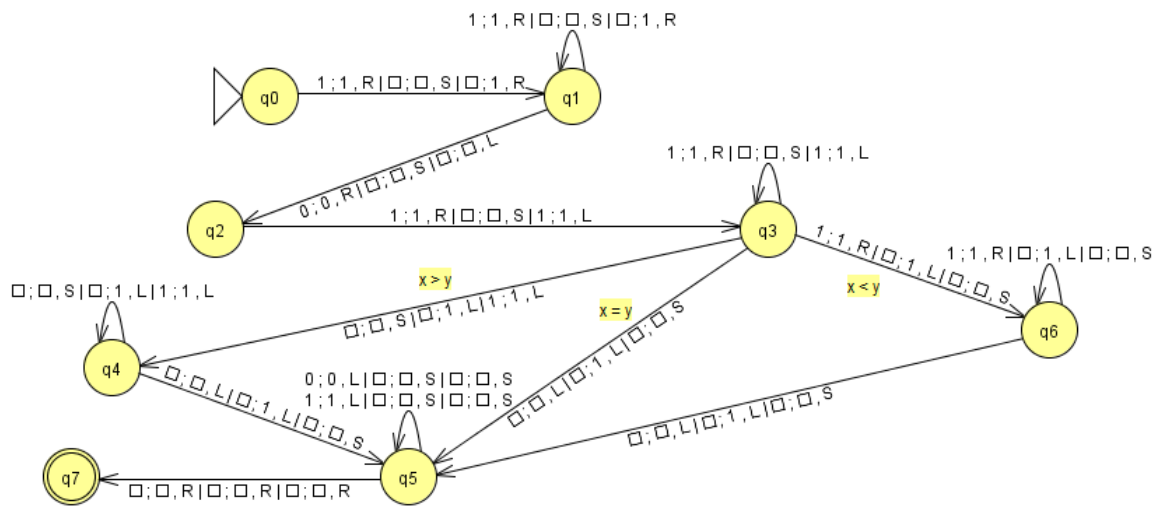 1 ; 1 , R | □ ; □ , S | □ ; 1 , R
q0
1 ; 1 , R | □ ; □ , S | □ ; 1 , R
q1
0 ; 0 , R | □ ; □ , S | □ ; □ , L
1 ; 1 , R | □ ; □ , S | 1 ; 1 , L
q2
1 ; 1 , R | □ ; □ , S | 1 ; 1 , L
q3
1 ; 1 , R | □ ; 1 , L | □ ; □ , S
1 ; 1 , R | □ ; 1 , L | □ ; □ , S
x > y
x < y
□ ; □ , S | □ ; 1 , L | 1 ; 1 , L
□ ; □ , S | □ ; 1 , L | 1 ; 1 , L
x = y
□ ; □ , L | □ ; 1 , L | □ ; □ , S
q6
q4
□ ; □ , L | □ ; 1 , L | □ ; □ , S
0 ; 0 , L | □ ; □ , S | □ ; □ , S
1 ; 1 , L | □ ; □ , S | □ ; □ , S
□ ; □ , L | □ ; 1 , L | □ ; □ , S
q7
q5
□ ; □ , R | □ ; □ , R | □ ; □ , R